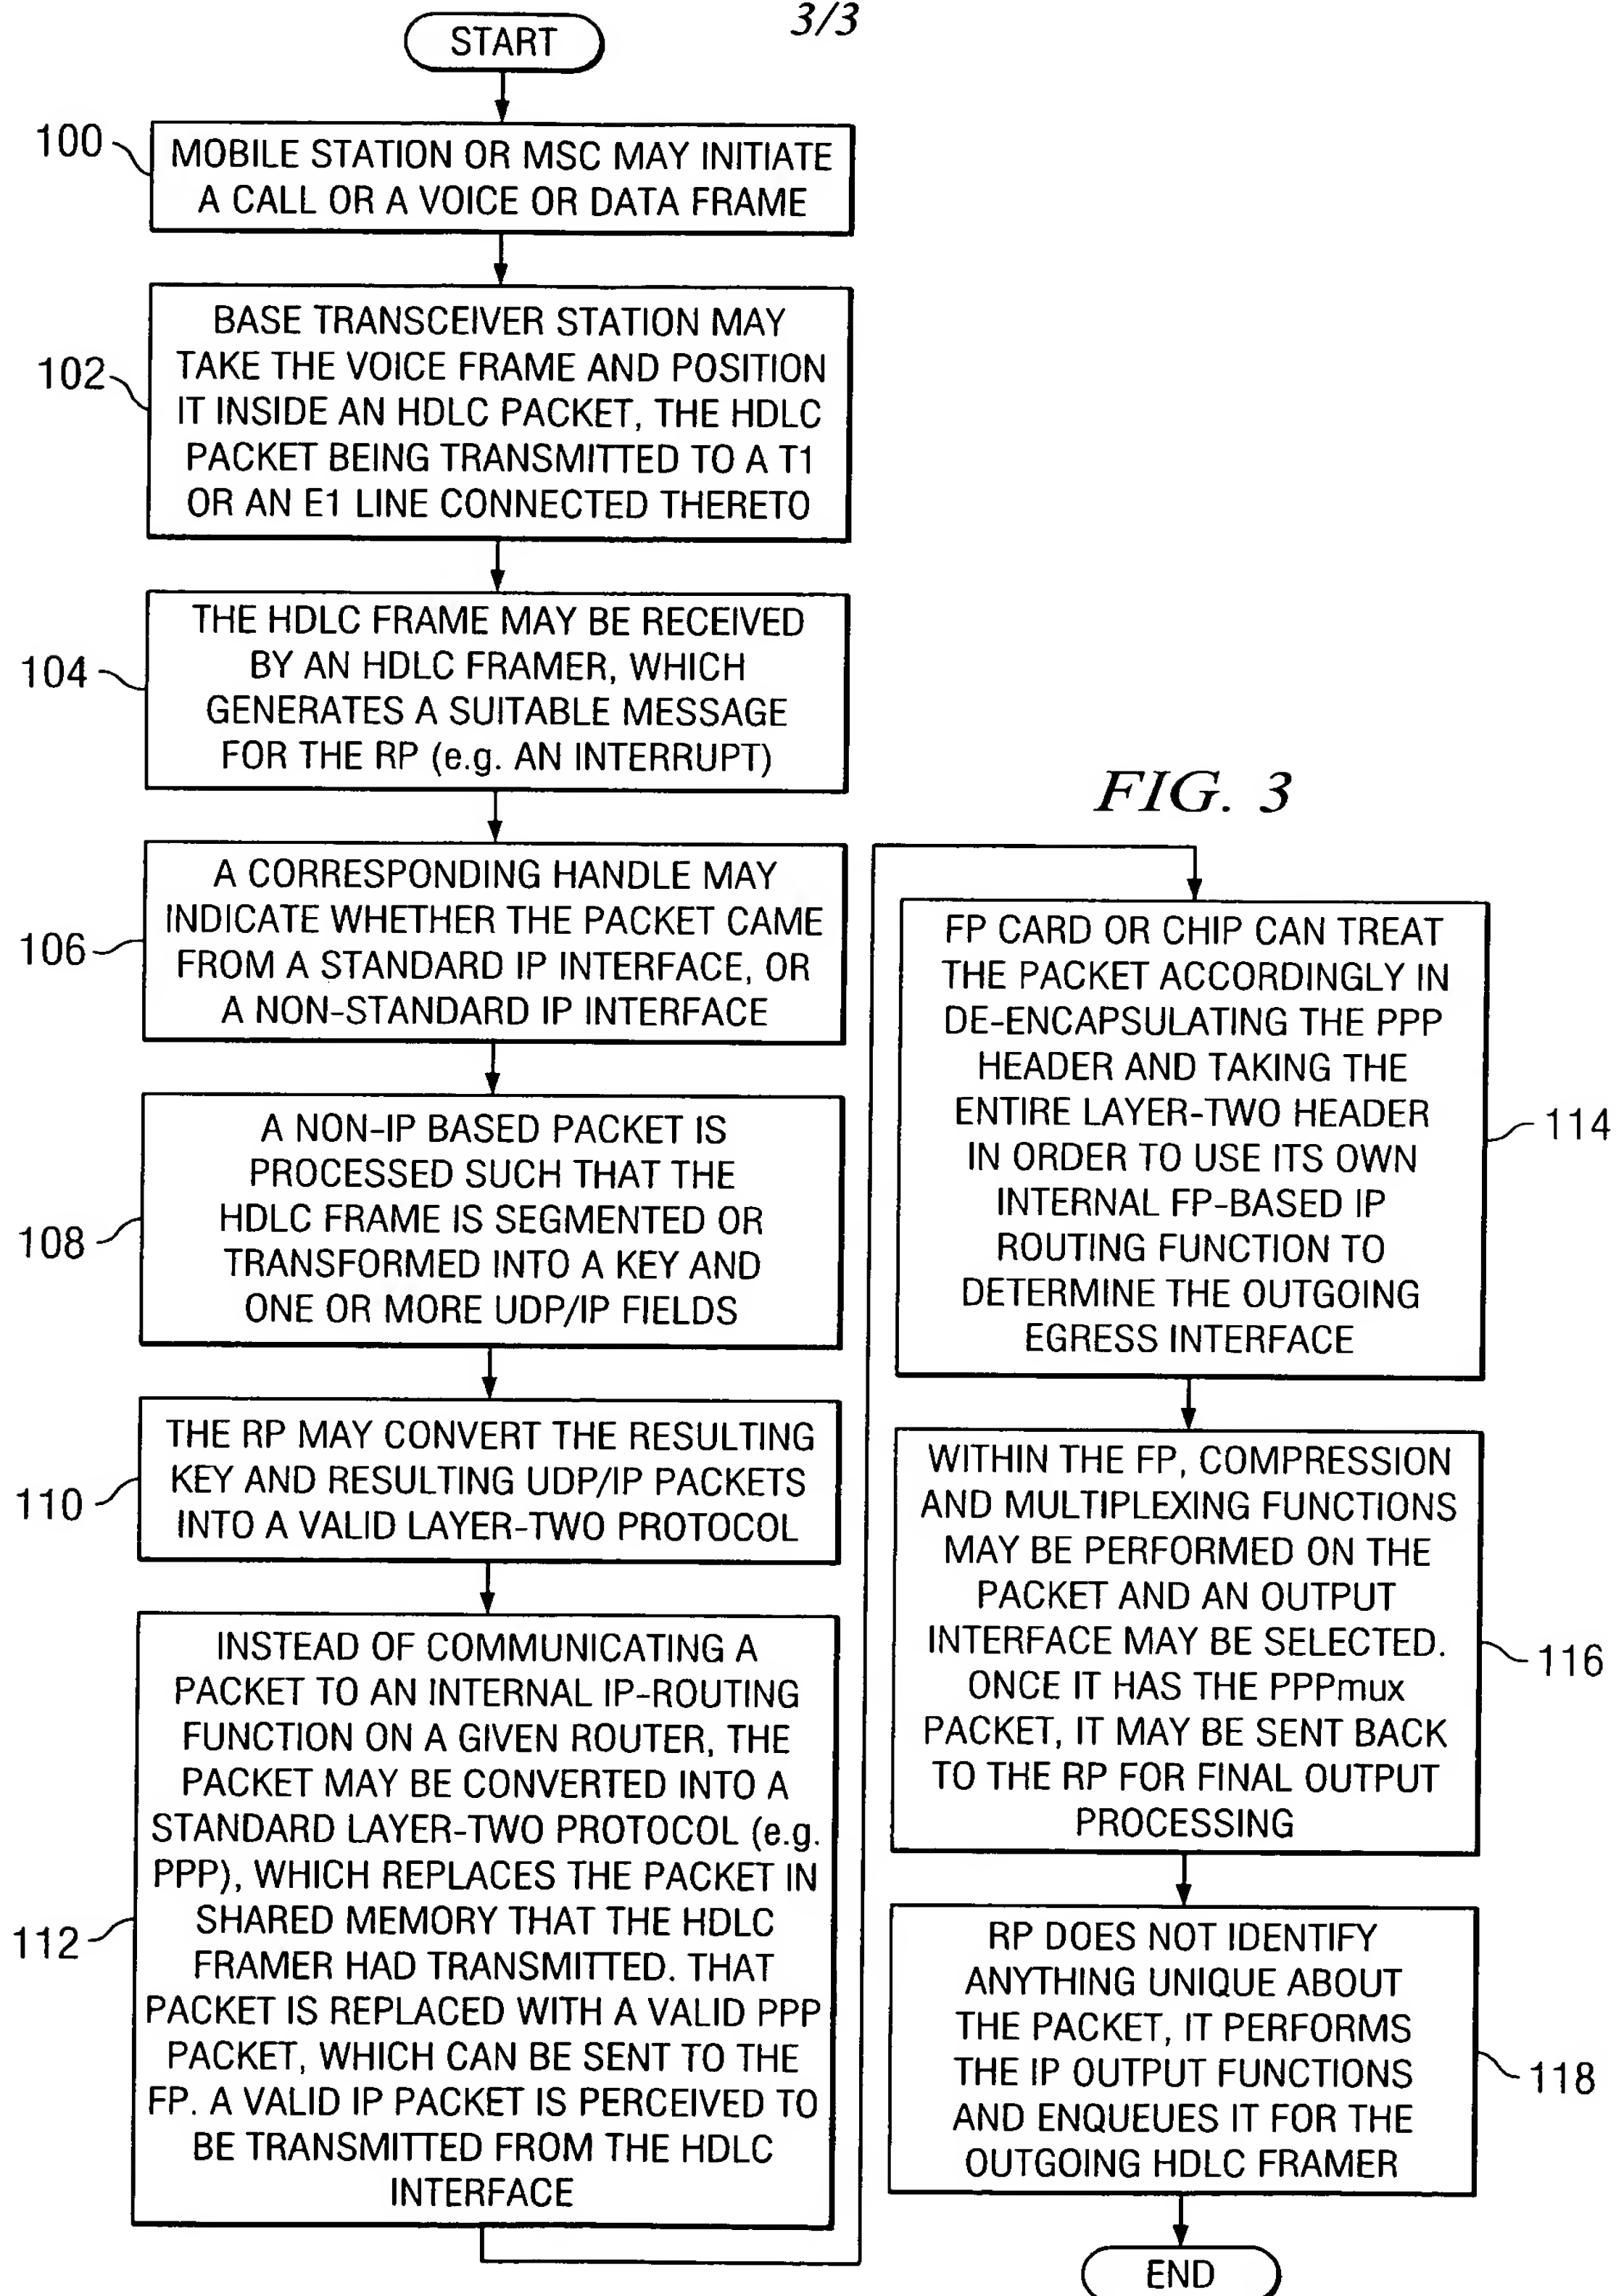 3/3
START
100
MOBILE STATION OR MSC MAY INITIATE
A CALL OR A VOICE OR DATA FRAME
102
BASE TRANSCEIVER STATION MAY
TAKE THE VOICE FRAME AND POSITION
IT INSIDE AN HDLC PACKET, THE HDLC
PACKET BEING TRANSMITTED TO A T1
OR AN E1 LINE CONNECTED THERETO
104
THE HDLC FRAME MAY BE RECEIVED
BY AN HDLC FRAMER, WHICH
GENERATES A SUITABLE MESSAGE
FOR THE RP (e.g. AN INTERRUPT)
106
A CORRESPONDING HANDLE MAY
INDICATE WHETHER THE PACKET CAME
FROM A STANDARD IP INTERFACE, OR
A NON-STANDARD IP INTERFACE
108
A NON-IP BASED PACKET IS
PROCESSED SUCH THAT THE
HDLC FRAME IS SEGMENTED OR
TRANSFORMED INTO A KEY AND
ONE OR MORE UDP/IP FIELDS
110
THE RP MAY CONVERT THE RESULTING
KEY AND RESULTING UDP/IP PACKETS
INTO A VALID LAYER-TWO PROTOCOL
112
INSTEAD OF COMMUNICATING A
PACKET TO AN INTERNAL IP-ROUTING
FUNCTION ON A GIVEN ROUTER, THE
PACKET MAY BE CONVERTED INTO A
STANDARD LAYER-TWO PROTOCOL (e.g.
PPP), WHICH REPLACES THE PACKET IN
SHARED MEMORY THAT THE HDLC
FRAMER HAD TRANSMITTED. THAT
PACKET IS REPLACED WITH A VALID PPP
PACKET, WHICH CAN BE SENT TO THE
FP. A VALID IP PACKET IS PERCEIVED TO
BE TRANSMITTED FROM THE HDLC
INTERFACE
FIG. 3
FP CARD OR CHIP CAN TREAT
THE PACKET ACCORDINGLY IN
DE-ENCAPSULATING THE PPP
HEADER AND TAKING THE
ENTIRE LAYER-TWO HEADER
IN ORDER TO USE ITS OWN
INTERNAL FP-BASED IP
ROUTING FUNCTION TO
DETERMINE THE OUTGOING
EGRESS INTERFACE
114
WITHIN THE FP, COMPRESSION
AND MULTIPLEXING FUNCTIONS
MAY BE PERFORMED ON THE
PACKET AND AN OUTPUT
INTERFACE MAY BE SELECTED.
ONCE IT HAS THE PPPmux
PACKET, IT MAY BE SENT BACK
TO THE RP FOR FINAL OUTPUT
PROCESSING
116
RP DOES NOT IDENTIFY
ANYTHING UNIQUE ABOUT
THE PACKET, IT PERFORMS
THE IP OUTPUT FUNCTIONS
AND ENQUEUES IT FOR THE
OUTGOING HDLC FRAMER
118
END